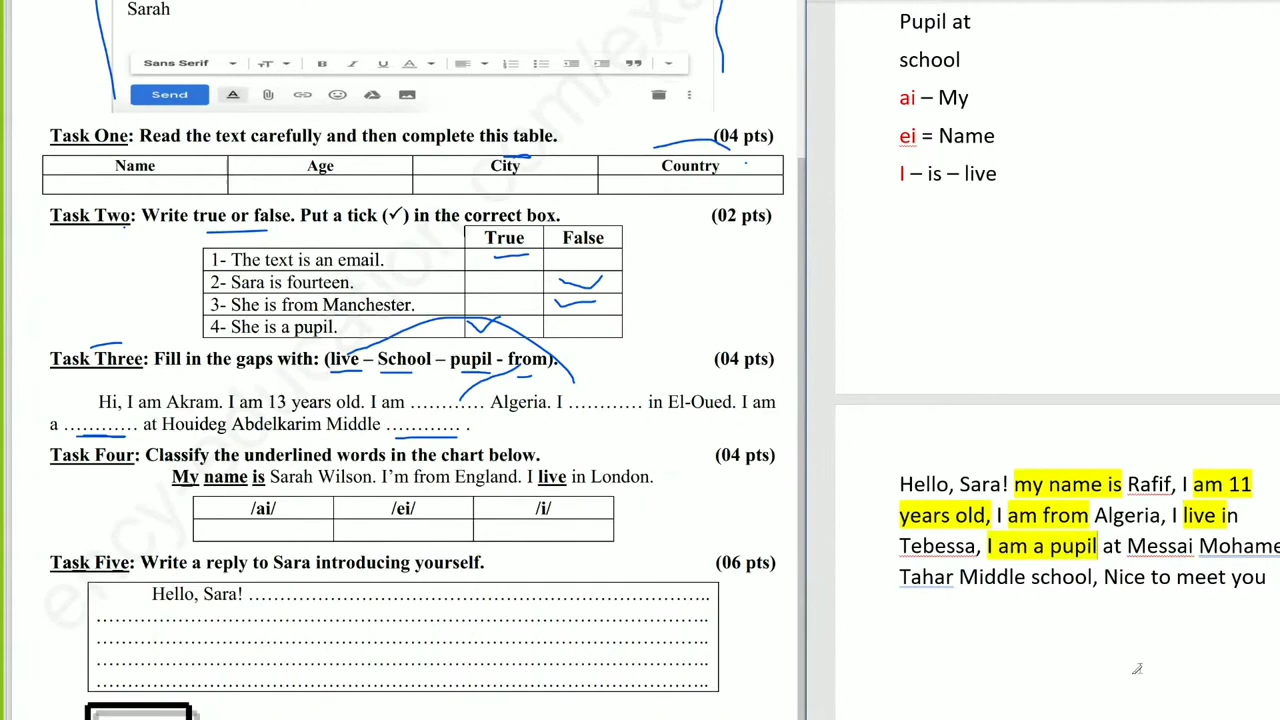 Sarah
Sans Serif
Send
Task One: Read the text carefully and then complete this table. (04 pts)
Name Age City Country
Task Two: Write true or false. Put a tick (✓) in the correct box. (02 pts)
True False
1- The text is an email.
2- Sara is fourteen.
3- She is from Manchester.
4- She is a pupil.
Task Three: Fill in the gaps with: (live – School – pupil - from). (04 pts)
Hi, I am Akram. I am 13 years old. I am ………… Algeria. I ………… in El-Oued. I am
a ………… at Houideg Abdelkarim Middle ………… .
Task Four: Classify the underlined words in the chart below. (04 pts)
My name is Sarah Wilson. I'm from England. I live in London.
/ai/ /ei/ /i/
Task Five: Write a reply to Sara introducing yourself. (06 pts)
Hello, Sara! ……………………………………………………..
Pupil at
school
ai – My
ei = Name
I – is – live
Hello, Sara! my name is Rafif, I am 11
years old, I am from Algeria, I live in
Tebessa, I am a pupil at Messai Mohame
Tahar Middle school, Nice to meet you